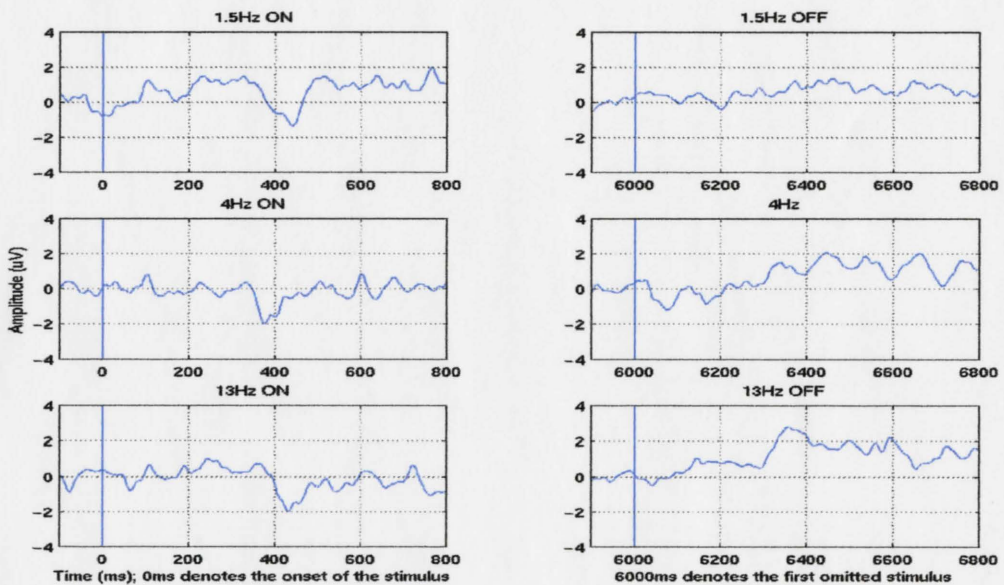 1.5Hz ON
4
2
0
−2
−4
0 200 400 600 800
1.5Hz OFF
4
2
0
−2
−4
6000 6200 6400 6600 6800
4Hz ON
Amplitude (uV)
4
2
0
−2
−4
0 200 400 600 800
4Hz
4
2
0
−2
−4
6000 6200 6400 6600 6800
13Hz ON
4
2
0
−2
−4
0 200 400 600 800
Time (ms); 0ms denotes the onset of the stimulus
13Hz OFF
4
2
0
−2
−4
6000 6200 6400 6600 6800
6000ms denotes the first omitted stimulus